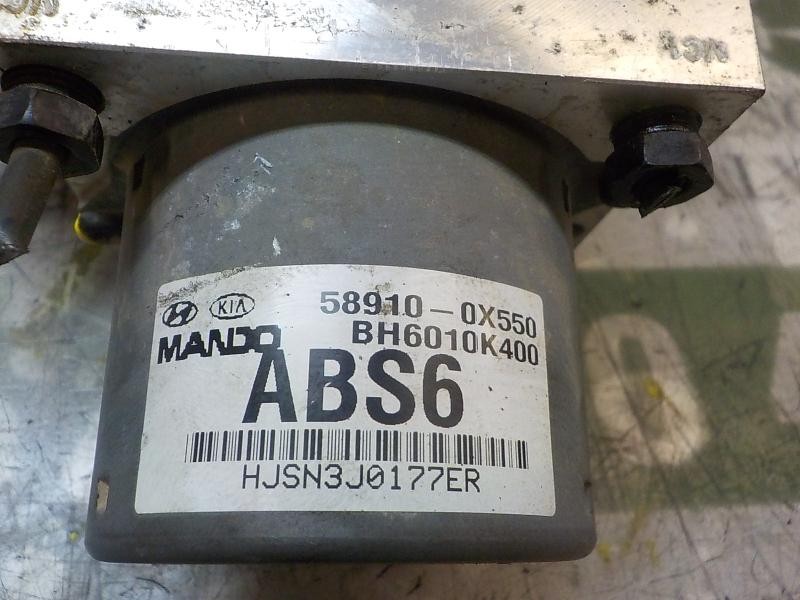 KIA
58910-0X550
MANDO
BH6010K400
ABS6
HJSN3J0177ER